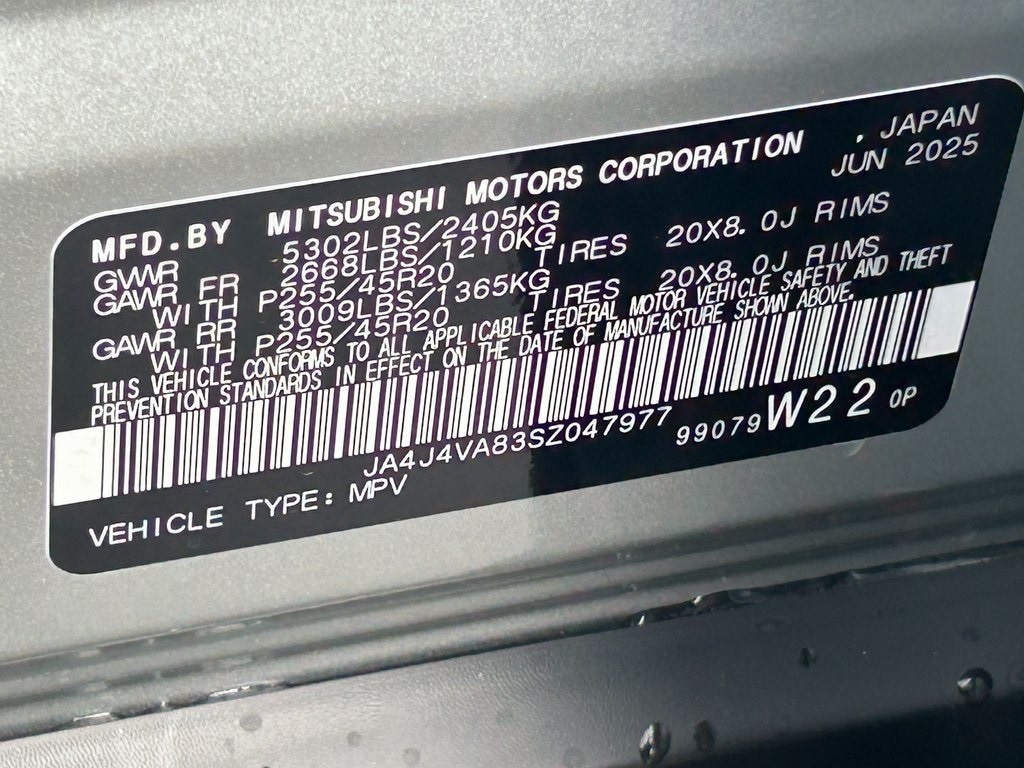 MFD.BY MITSUBISHI MOTORS CORPORATION , JAPAN
JUN 2025
GWVR 5302LBS/2405KG
GAWR FR 2668LBS/1210KG
WITH P255/45R20 TIRES 20X8.0J RIMS
GAWR RR 3009LBS/1365KG
WITH P255/45R20 TIRES 20X8.0J RIMS
THIS VEHICLE CONFORMS TO ALL APPLICABLE FEDERAL MOTOR VEHICLE SAFETY AND THEFT
PREVENTION STANDARDS IN EFFECT ON THE DATE OF MANUFACTURE SHOWN ABOVE.
JA4J4VA83SZ047977
99079 W22 OP
VEHICLE TYPE: MPV